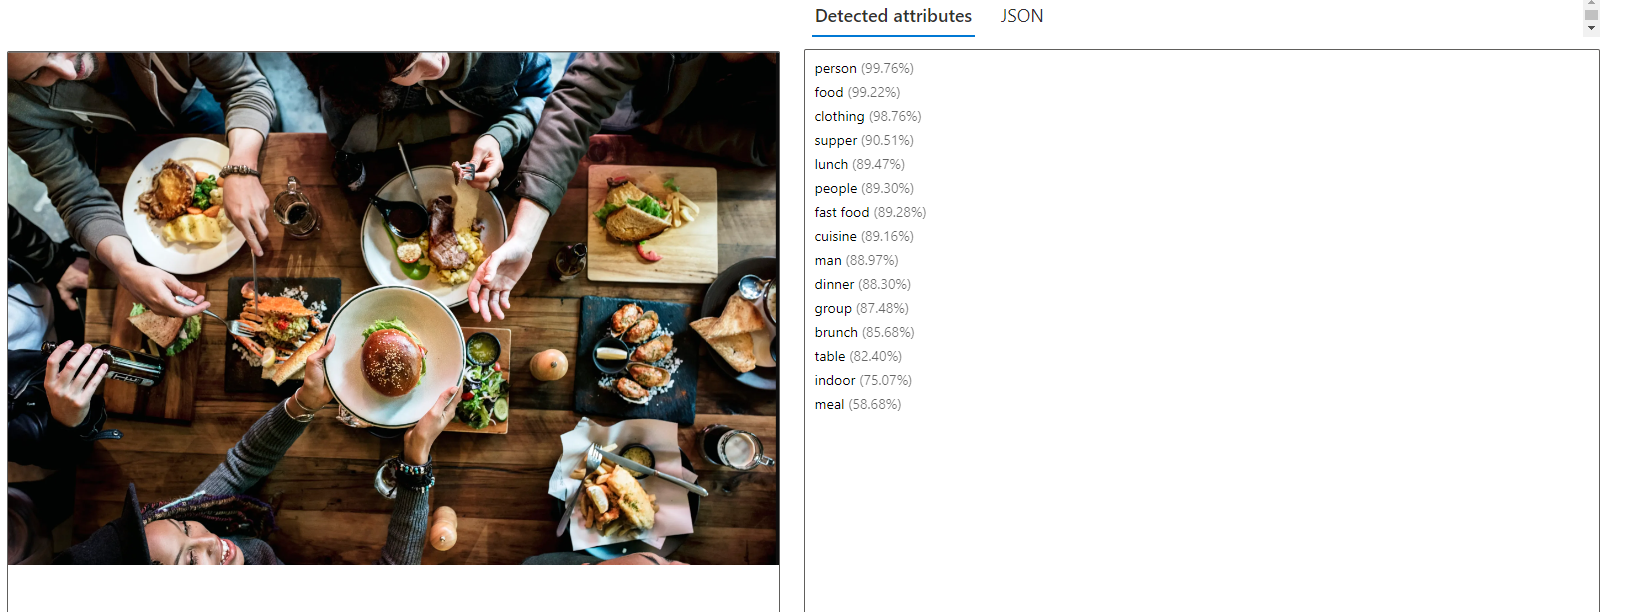 Detected attributes JSON
person (99.76%)
food (99.22%)
clothing (98.76%)
supper (90.51%)
lunch (89.47%)
people (89.30%)
fast food (89.28%)
cuisine (89.16%)
man (88.97%)
dinner (88.30%)
group (87.48%)
brunch (85.68%)
table (82.40%)
indoor (75.07%)
meal (58.68%)